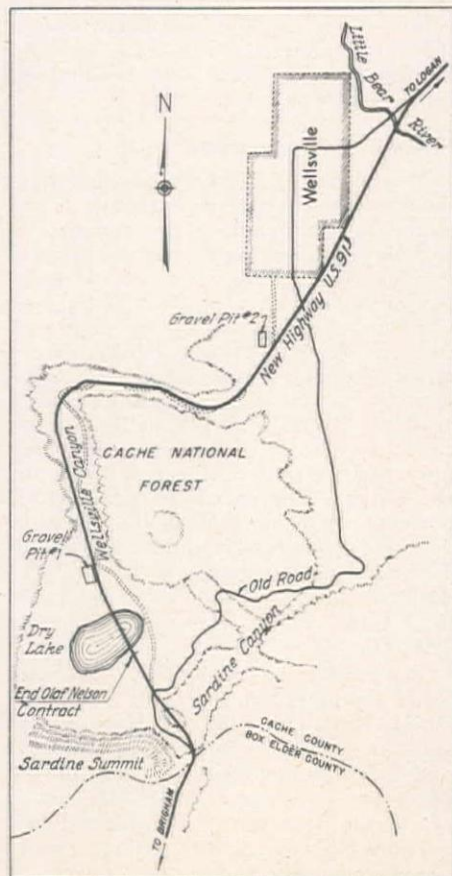 Little Bear River
TO LOGAN
N
Wellsville
Gravel Pit #2
New Highway U.S. 91
CACHE NATIONAL
FOREST
Wellsville Canyon
Gravel
Pit #1
Old Road
Dry
Lake
Sardine Canyon
End Olaf Nelson
Contract
CACHE COUNTY
BOX ELDER COUNTY
Sardine Summit
TO BRIGHAM